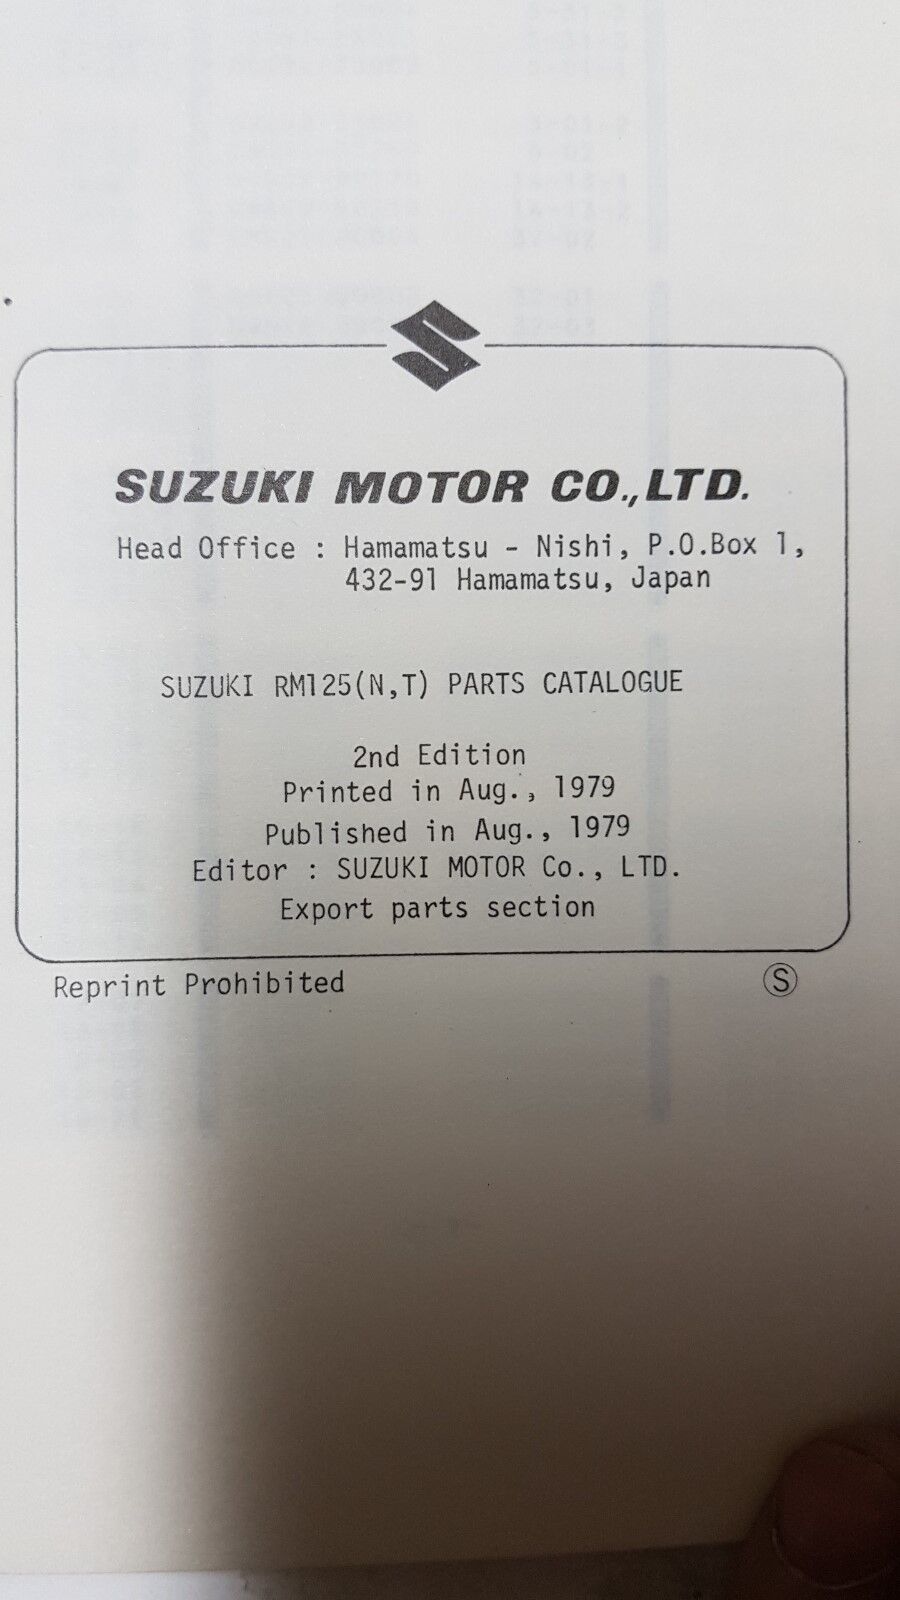 SUZUKI MOTOR CO.,LTD.
Head Office : Hamamatsu - Nishi, P.O.Box 1,
432-91 Hamamatsu, Japan
SUZUKI RM125(N,T) PARTS CATALOGUE
2nd Edition
Printed in Aug., 1979
Published in Aug., 1979
Editor : SUZUKI MOTOR Co., LTD.
Export parts section
Reprint Prohibited Ⓢ